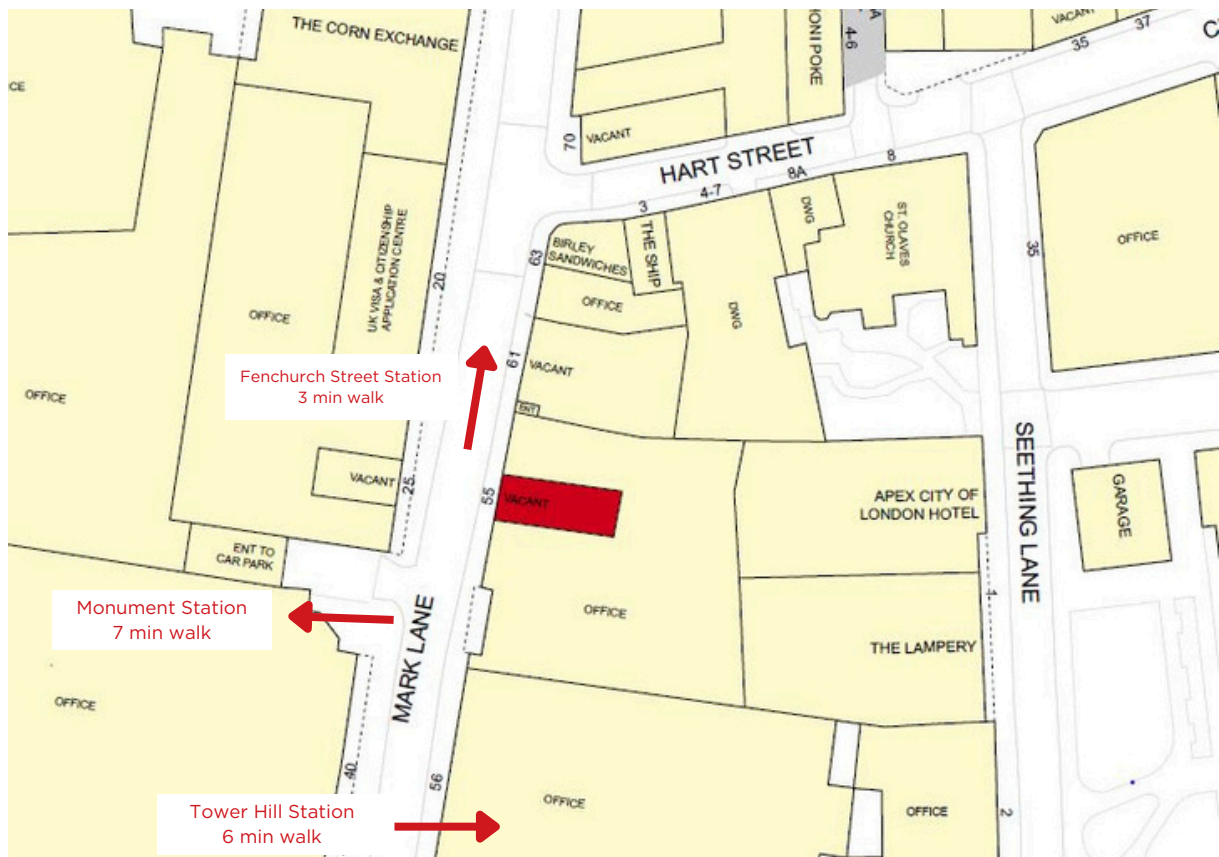 THE CORN EXCHANGE
CE
HONI POKE
4-6
A
VACANT
35
37
C
VACANT
70
HART STREET
3
4-7
8A
8
63
BIRLEY
SANDWICHES
THE SHIP
DWG
ST. OLAVES
CHURCH
35
OFFICE
UK VISA & CITIZENSHIP
APPLICATION CENTRE
20
OFFICE
OFFICE
DWG
61
VACANT
Fenchurch Street Station
3 min walk
OFFICE
ENT
VACANT
25
55
VACANT
APEX CITY OF
LONDON HOTEL
SEETHING LANE
GARAGE
ENT TO
CAR PARK
Monument Station
7 min walk
MARK LANE
OFFICE
1
THE LAMPERY
OFFICE
40
56
Tower Hill Station
6 min walk
OFFICE
OFFICE
2